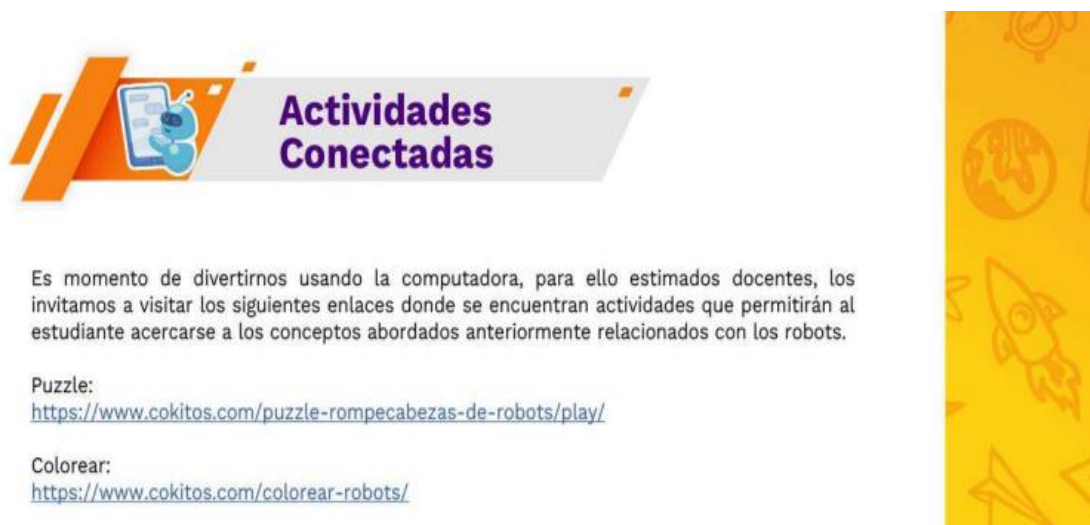 Actividades
Conectadas
Es momento de divertirnos usando la computadora, para ello estimados docentes, los
invitamos a visitar los siguientes enlaces donde se encuentran actividades que permitirán al
estudiante acercarse a los conceptos abordados anteriormente relacionados con los robots.
Puzzle:
https://www.cokitos.com/puzzle-rompecabezas-de-robots/play/
Colorear:
https://www.cokitos.com/colorear-robots/